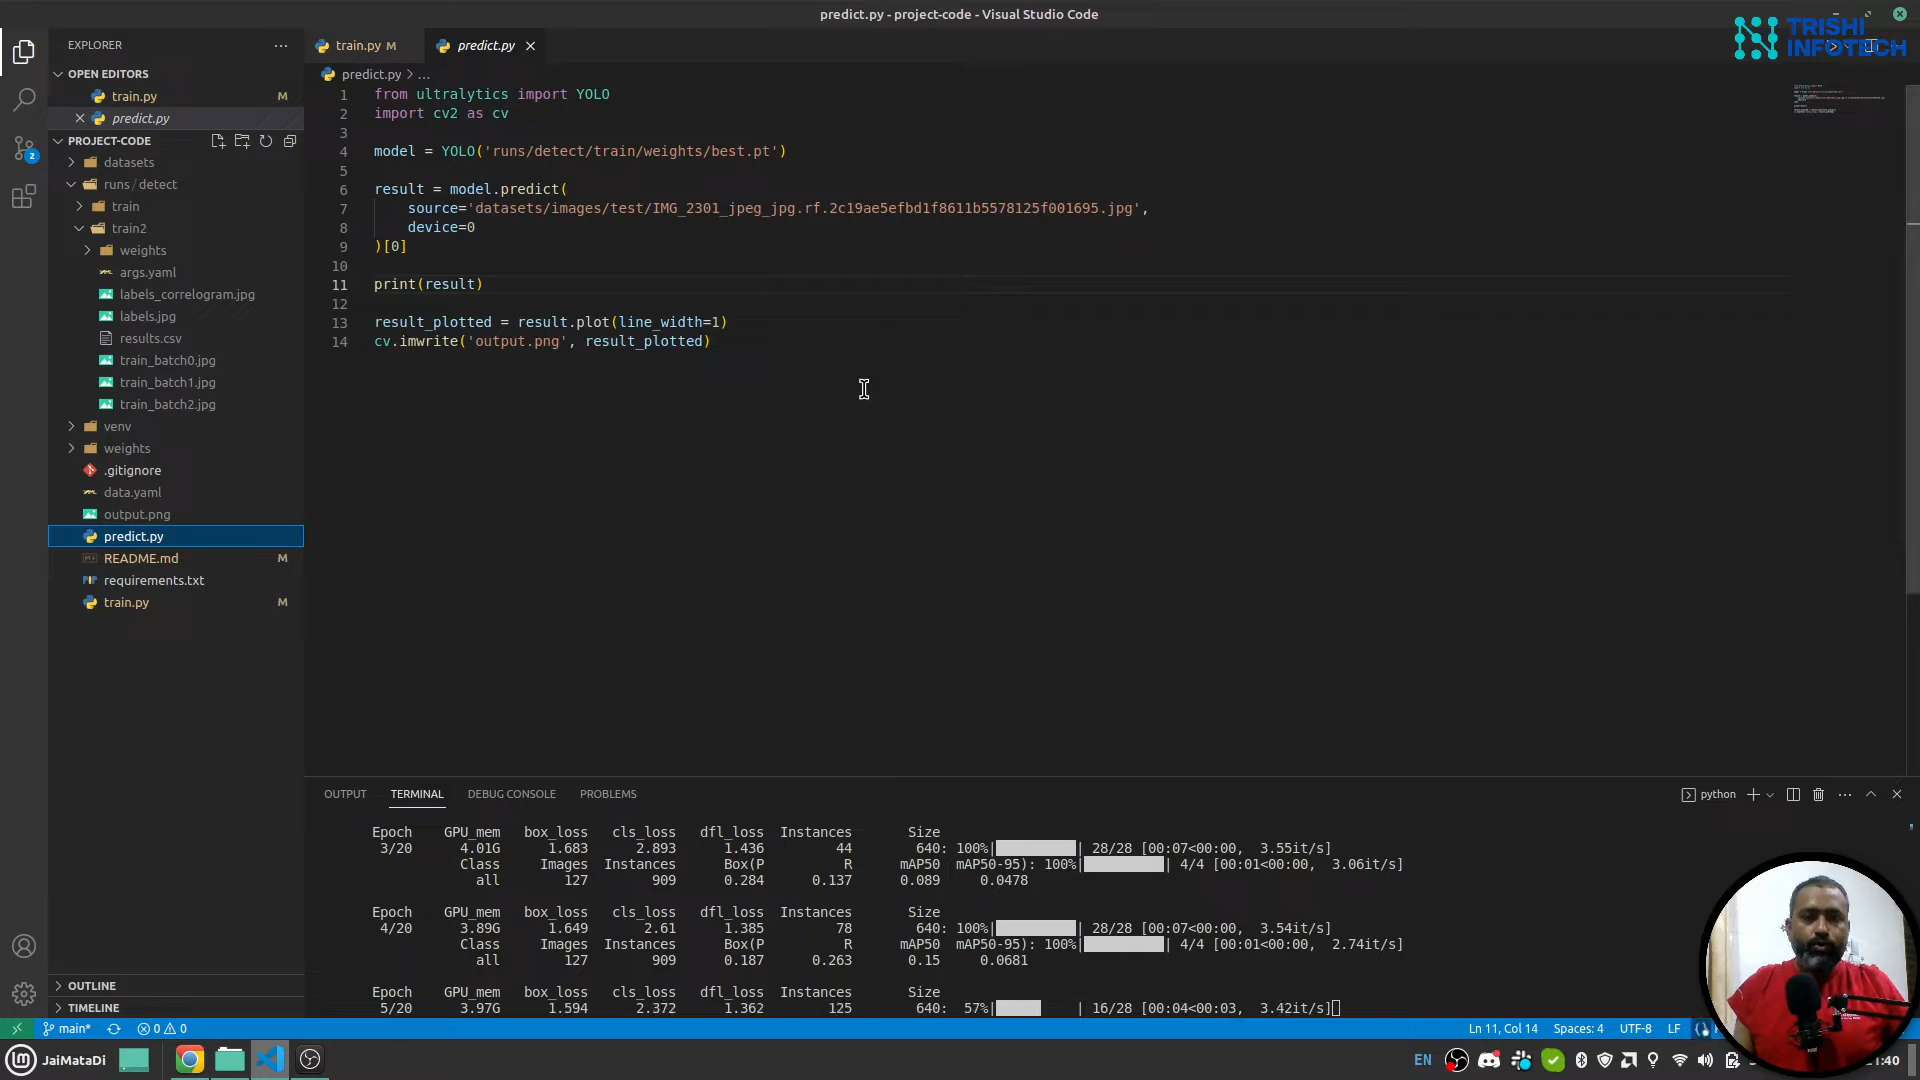 predict.py - project-code - Visual Studio Code
TRISHI
INFOTECH
EXPLORER
train.py M
predict.py
OPEN EDITORS
train.py M
predict.py
PROJECT-CODE
datasets
runs / detect
train
train2
weights
args.yaml
labels_correlogram.jpg
labels.jpg
results.csv
train_batch0.jpg
train_batch1.jpg
train_batch2.jpg
venv
weights
.gitignore
data.yaml
output.png
predict.py
README.md M
requirements.txt
train.py M
OUTLINE
TIMELINE
2
predict.py > ...
1 from ultralytics import YOLO
2 import cv2 as cv
3
4 model = YOLO('runs/detect/train/weights/best.pt')
5
6 result = model.predict(
7 source='datasets/images/test/IMG_2301_jpeg_jpg.rf.2c19ae5efbd1f8611b5578125f001695.jpg',
8 device=0
9 )[0]
10
11 print(result)
12
13 result_plotted = result.plot(line_width=1)
14 cv.imwrite('output.png', result_plotted)
OUTPUT TERMINAL DEBUG CONSOLE PROBLEMS
python
Epoch GPU_mem box_loss cls_loss dfl_loss Instances Size
3/20 4.01G 1.683 2.893 1.436 44 640: 100%| | 28/28 [00:07<00:00, 3.55it/s]
Class Images Instances Box(P R mAP50 mAP50-95): 100%| | 4/4 [00:01<00:00, 3.06it/s]
all 127 909 0.284 0.137 0.089 0.0478
Epoch GPU_mem box_loss cls_loss dfl_loss Instances Size
4/20 3.89G 1.649 2.61 1.385 78 640: 100%| | 28/28 [00:07<00:00, 3.54it/s]
Class Images Instances Box(P R mAP50 mAP50-95): 100%| | 4/4 [00:01<00:00, 2.74it/s]
all 127 909 0.187 0.263 0.15 0.0681
Epoch GPU_mem box_loss cls_loss dfl_loss Instances Size
5/20 3.97G 1.594 2.372 1.362 125 640: 57%| | 16/28 [00:04<00:03, 3.42it/s]
main* 0 0
Ln 11, Col 14 Spaces: 4 UTF-8 LF
JaiMataDi
EN
:40